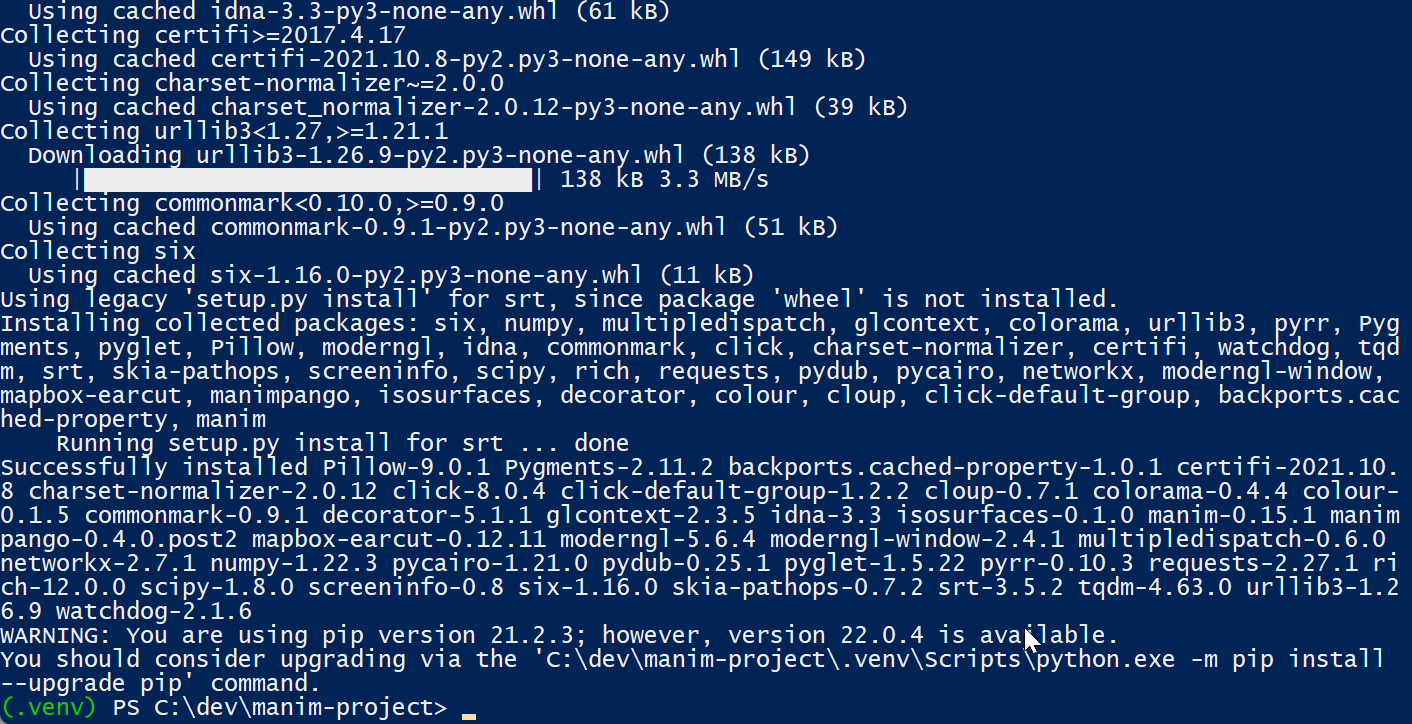 Using cached idna-3.3-py3-none-any.whl (61 kB)
Collecting certifi>=2017.4.17
Using cached certifi-2021.10.8-py2.py3-none-any.whl (149 kB)
Collecting charset-normalizer~=2.0.0
Using cached charset_normalizer-2.0.12-py3-none-any.whl (39 kB)
Collecting urllib3<1.27,>=1.21.1
Downloading urllib3-1.26.9-py2.py3-none-any.whl (138 kB)
|████████████████████████████████| 138 kB 3.3 MB/s
Collecting commonmark<0.10.0,>=0.9.0
Using cached commonmark-0.9.1-py2.py3-none-any.whl (51 kB)
Collecting six
Using cached six-1.16.0-py2.py3-none-any.whl (11 kB)
Using legacy 'setup.py install' for srt, since package 'wheel' is not installed.
Installing collected packages: six, numpy, multipledispatch, glcontext, colorama, urllib3, pyrr, Pyg
ments, pyglet, Pillow, moderngl, idna, commonmark, click, charset-normalizer, certifi, watchdog, tqd
m, srt, skia-pathops, screeninfo, scipy, rich, requests, pydub, pycairo, networkx, moderngl-window,
mapbox-earcut, manimpango, isosurfaces, decorator, colour, cloup, click-default-group, backports.cac
hed-property, manim
Running setup.py install for srt ... done
Successfully installed Pillow-9.0.1 Pygments-2.11.2 backports.cached-property-1.0.1 certifi-2021.10.
8 charset-normalizer-2.0.12 click-8.0.4 click-default-group-1.2.2 cloup-0.7.1 colorama-0.4.4 colour-
0.1.5 commonmark-0.9.1 decorator-5.1.1 glcontext-2.3.5 idna-3.3 isosurfaces-0.1.0 manim-0.15.1 manim
pango-0.4.0.post2 mapbox-earcut-0.12.11 moderngl-5.6.4 moderngl-window-2.4.1 multipledispatch-0.6.0
networkx-2.7.1 numpy-1.22.3 pycairo-1.21.0 pydub-0.25.1 pyglet-1.5.22 pyrr-0.10.3 requests-2.27.1 ri
ch-12.0.0 scipy-1.8.0 screeninfo-0.8 six-1.16.0 skia-pathops-0.7.2 srt-3.5.2 tqdm-4.63.0 urllib3-1.2
6.9 watchdog-2.1.6
WARNING: You are using pip version 21.2.3; however, version 22.0.4 is available.
You should consider upgrading via the 'C:\dev\manim-project\.venv\Scripts\python.exe -m pip install
--upgrade pip' command.
(.venv) PS C:\dev\manim-project>